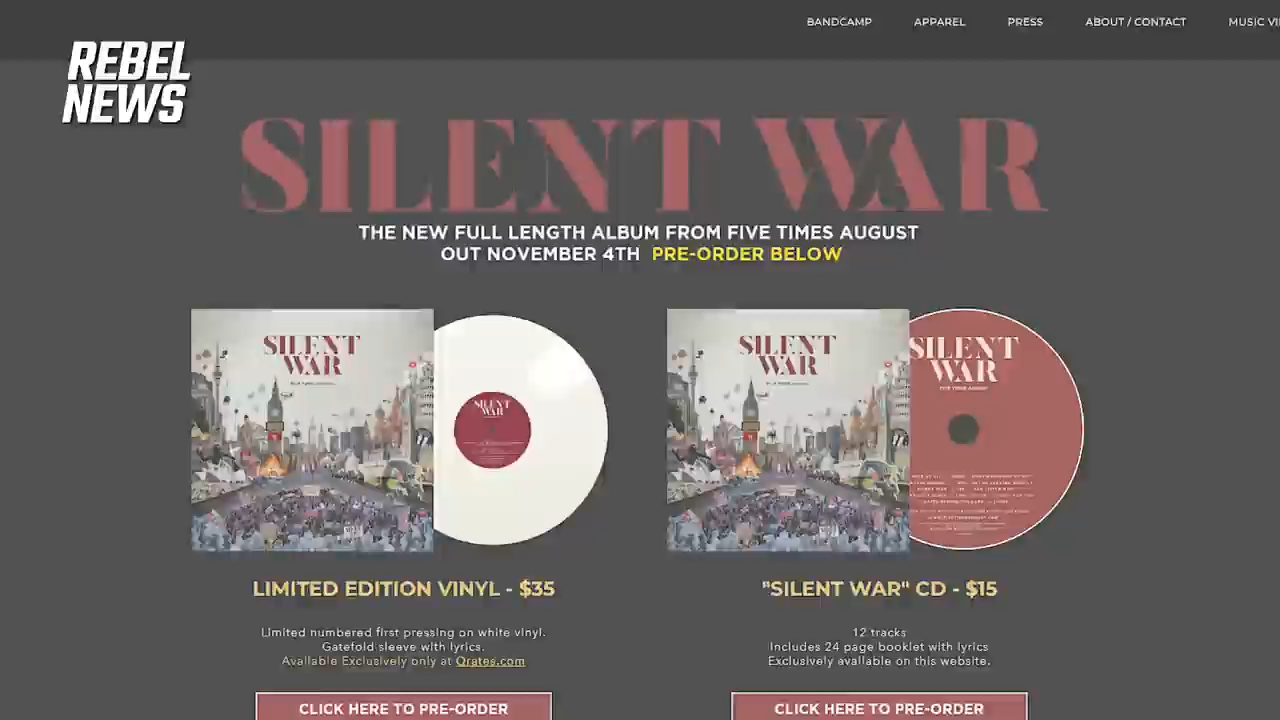 BANDCAMP APPAREL PRESS ABOUT / CONTACT MUSIC
REBEL
NEWS
SILENT WAR
THE NEW FULL LENGTH ALBUM FROM FIVE TIMES AUGUST
OUT NOVEMBER 4TH PRE-ORDER BELOW
SILENT
WAR
SILENT
WAR
SILENT
WAR
SILENT
WAR
FIVE TIMES AUGUST
LIMITED EDITION VINYL - $35
"SILENT WAR" CD - $15
Limited numbered first pressing on white vinyl.
Gatefold sleeve with lyrics.
Available Exclusively only at Qrates.com
12 tracks
Includes 24 page booklet with lyrics
Exclusively available on this website.
CLICK HERE TO PRE-ORDER
CLICK HERE TO PRE-ORDER